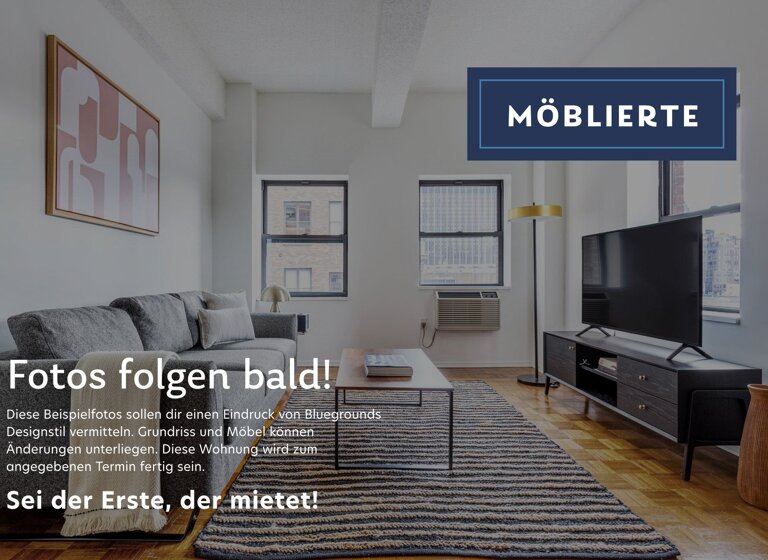 MÖBLIERTE
Fotos folgen bald!
Diese Beispielfotos sollen dir einen Eindruck von Bluegrounds
Designstil vermitteln. Grundriss und Möbel können
Änderungen unterliegen. Diese Wohnung wird zum
angegebenen Termin fertig sein.
Sei der Erste, der mietet!